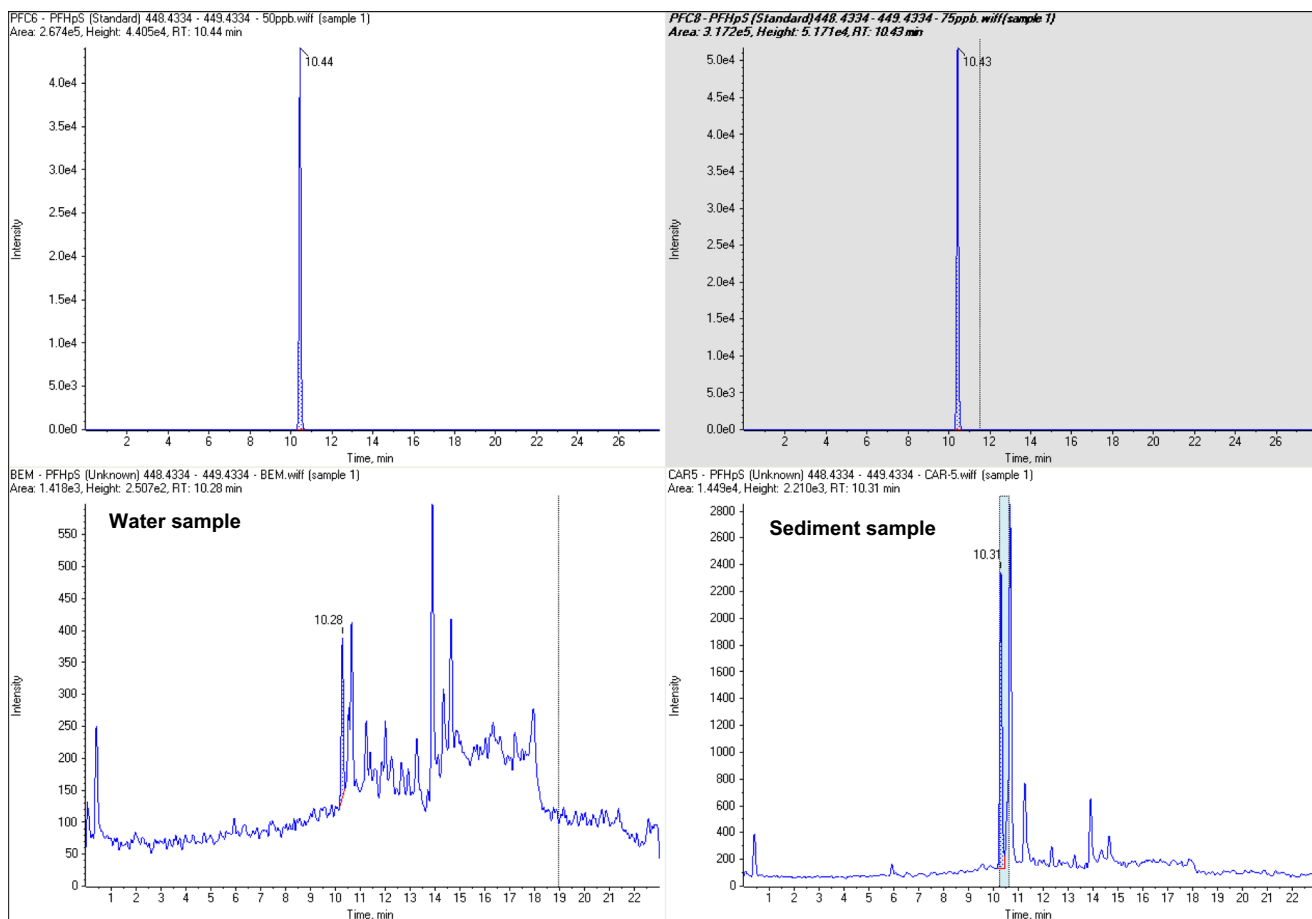 PFC6 - PFHpS (Standard) 448.4334 - 449.4334 - 50ppb.wiff (sample 1)
Area: 2.674e5, Height: 4.405e4, RT: 10.44 min
10.44
4.0e4
3.5e4
3.0e4
2.5e4
2.0e4
1.5e4
1.0e4
5.0e3
0.0e0
Intensity
2 4 6 8 10 12 14 16 18 20 22 24 26
Time, min
PFC8 - PFHpS (Standard) 448.4334 - 449.4334 - 75ppb.wiff (sample 1)
Area: 3.172e5, Height: 5.171e4, RT: 10.43 min
10.43
5.0e4
4.5e4
4.0e4
3.5e4
3.0e4
2.5e4
2.0e4
1.5e4
1.0e4
5.0e3
0.0e0
Intensity
2 4 6 8 10 12 14 16 18 20 22 24 26
Time, min
BEM - PFHpS (Unknown) 448.4334 - 449.4334 - BEM.wiff (sample 1)
Area: 1.418e3, Height: 2.507e2, RT: 10.28 min
Water sample
10.28
550
500
450
400
350
300
250
200
150
100
50
0
Intensity
1 2 3 4 5 6 7 8 9 10 11 12 13 14 15 16 17 18 19 20 21 22
Time, min
CAR5 - PFHpS (Unknown) 448.4334 - 449.4334 - CAR-5.wiff (sample 1)
Area: 1.449e4, Height: 2.210e3, RT: 10.31 min
Sediment sample
10.31
2800
2600
2400
2200
2000
1800
1600
1400
1200
1000
800
600
400
200
0
Intensity
1 2 3 4 5 6 7 8 9 10 11 12 13 14 15 16 17 18 19 20 21 22
Time, min